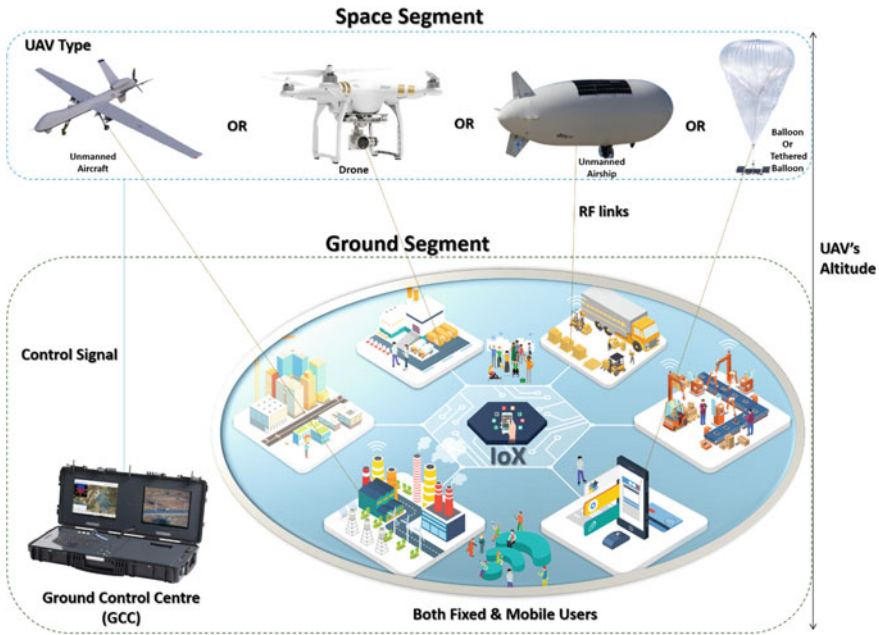 Space Segment
UAV Type
OR
OR
OR
Unmanned
Aircraft
Drone
Unmanned
Airship
Balloon
Or
Tethered
Balloon
RF links
Ground Segment
UAV's
Altitude
Control Signal
IoX
Ground Control Centre
(GCC)
Both Fixed & Mobile Users